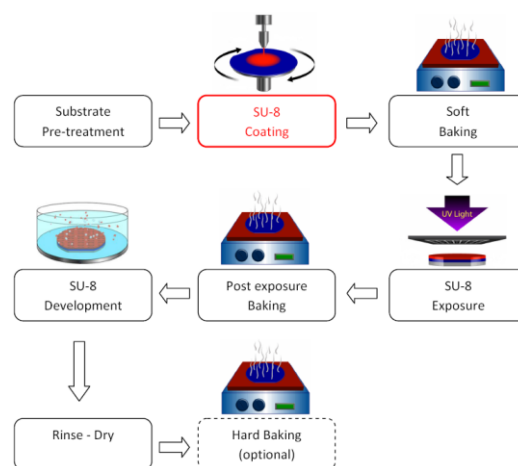 Substrate
Pre-treatment
SU-8
Coating
Soft
Baking
UV Light
SU-8
Exposure
Post exposure
Baking
SU-8
Development
Rinse - Dry
Hard Baking
(optional)